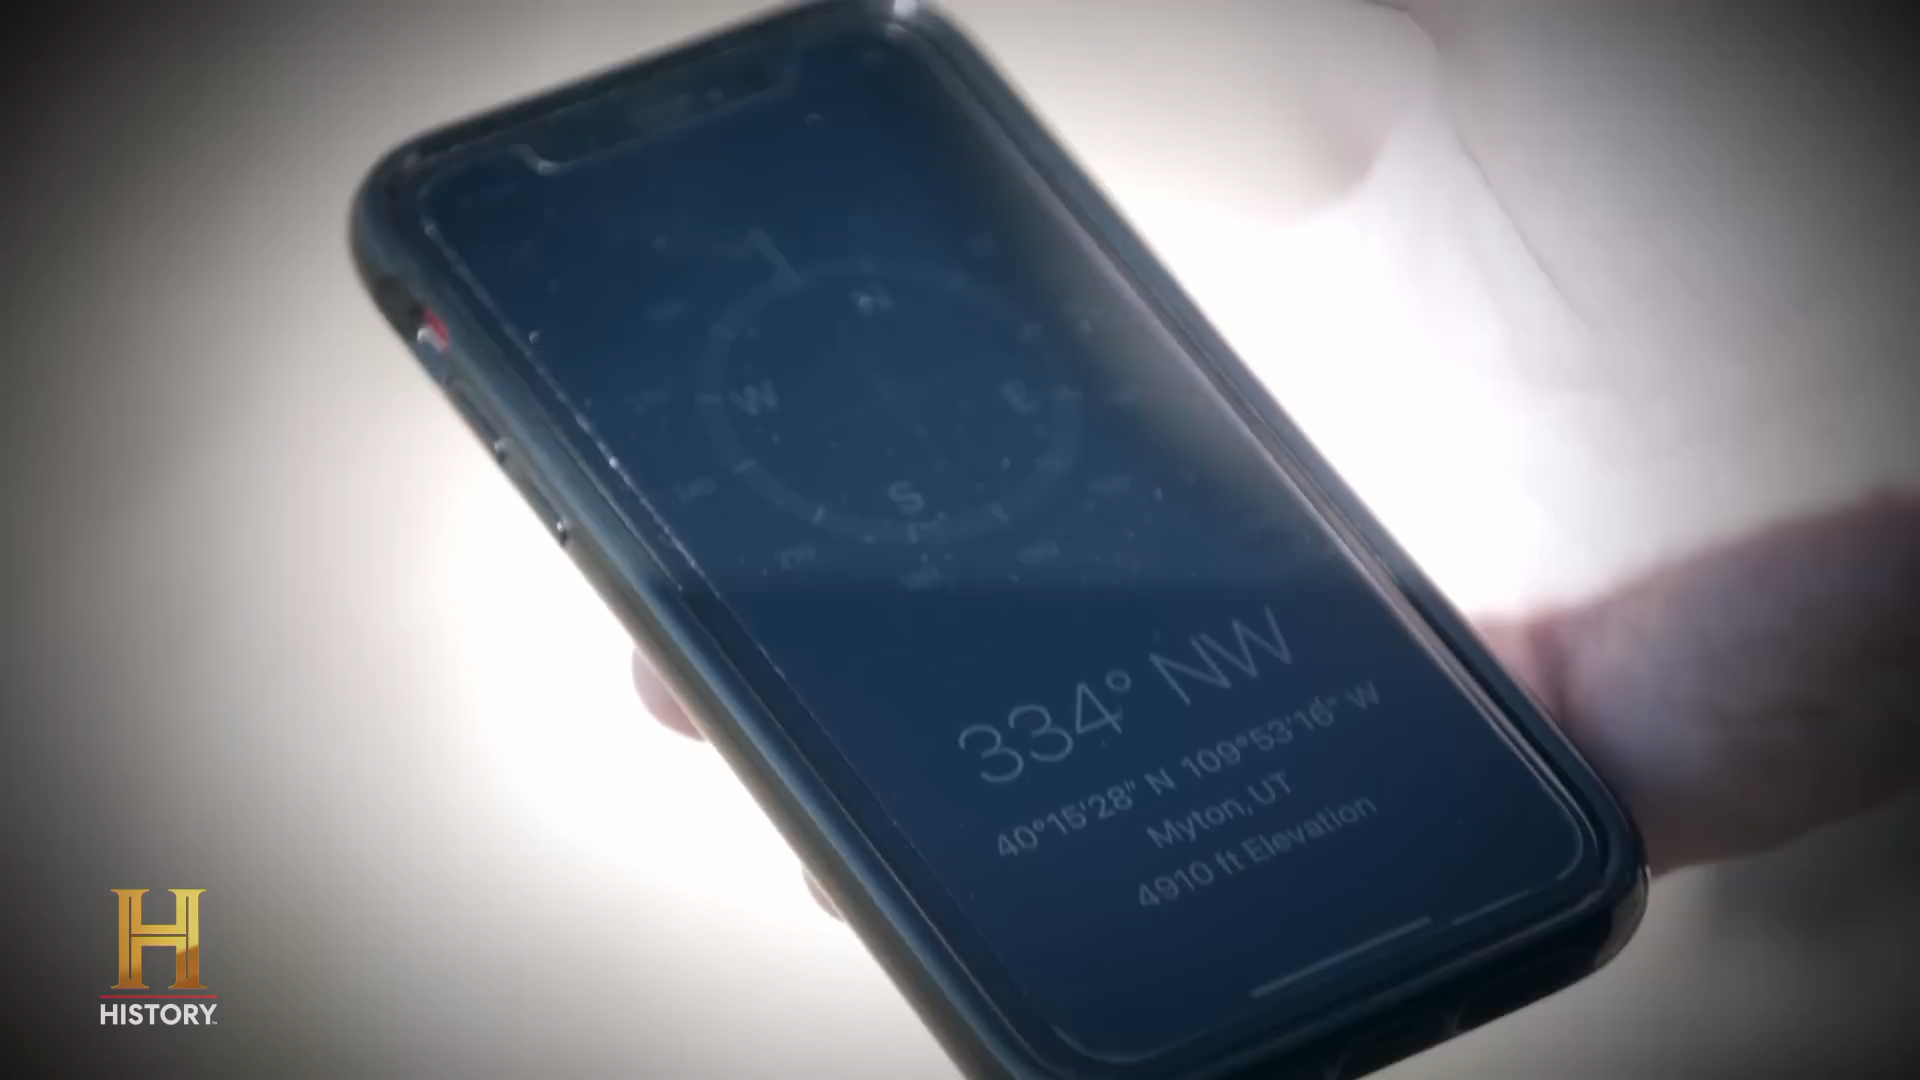 N
W
E
S
334° NW
40°15'28" N 109°53'16" W
Myton, UT
4910 ft Elevation
H
HISTORY